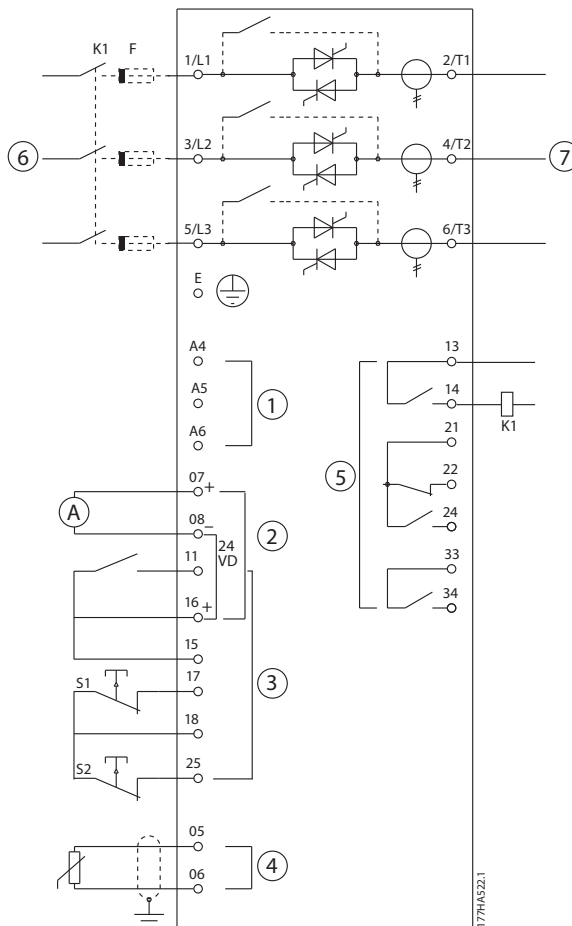 K1 F 1/L1 2/T1
6 3/L2 4/T2 7
5/L3 6/T3
E
A4 13
A5 1 14
K1
A6 21
07 + 22
A 08 – 2 5
24 VD
24
11 33
16 + 34
15
S1 17 3
18
S2 25
05
4
06
177HA522.1